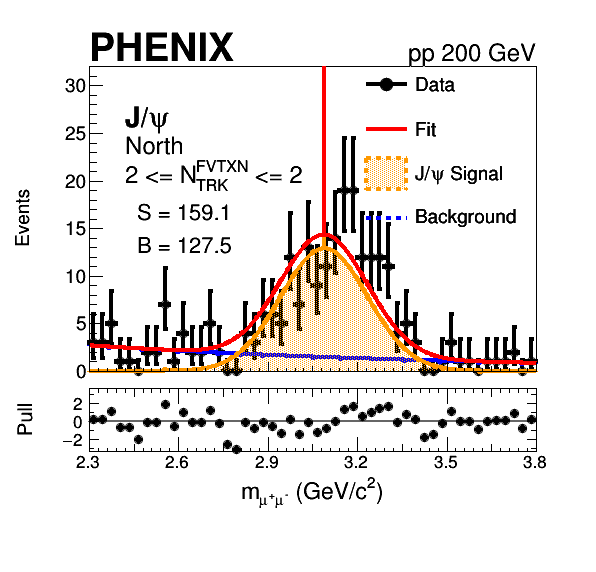 PHENIX pp 200 GeV
Data
J/ψ
Fit
North
2 <= N_TRK^FVTXN <= 2
J/ψ Signal
S = 159.1
Background
B = 127.5
Events
30
25
20
15
10
5
0
Pull
2
0
−2
2.3 2.6 2.9 3.2 3.5 3.8
m_μ⁺μ⁻ (GeV/c²)